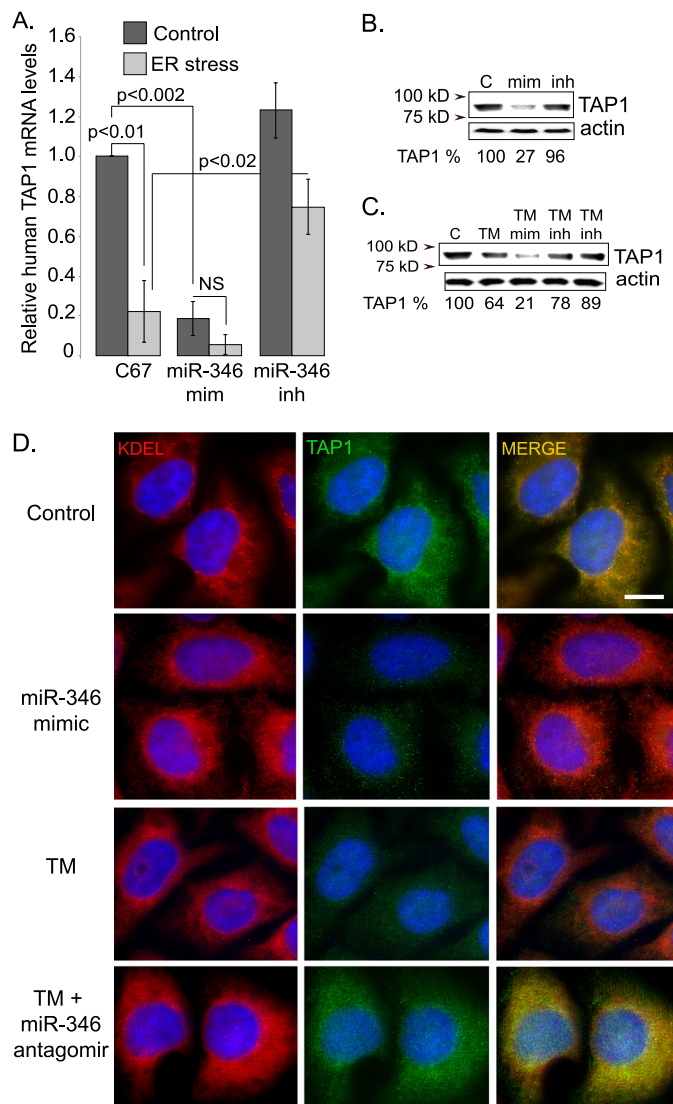 A.
Relative human TAP1 mRNA levels
1.6
1.4
1.2
1.0
0.8
0.6
0.4
0.2
0
Control
ER stress
p<0.002
p<0.01
p<0.02
NS
C67
miR-346 mim
miR-346 inh
B.
C mim inh
100 kD
75 kD
TAP1
actin
TAP1 % 100 27 96
C.
C TM TM mim TM inh TM inh
100 kD
75 kD
TAP1
actin
TAP1 % 100 64 21 78 89
D.
KDEL
TAP1
MERGE
Control
miR-346
mimic
TM
TM +
miR-346
antagomir